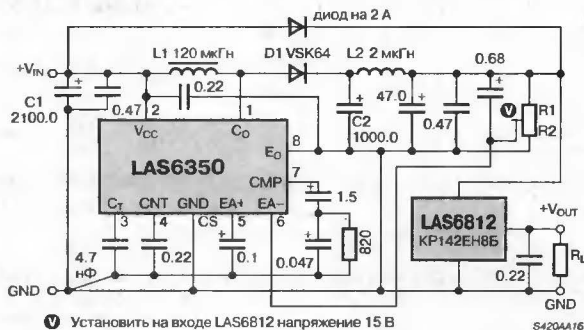 диод на 2 А
L1 120 мкГн
D1 VSK64
L2 2 мкГн
+VIN
0.68
0.22
C1
2100.0
0.47
2
1
C2
1000.0
47.0
0.47
V
R1
R2
VCC
CO
EO
8
LAS6350
CMP
7
1.5
CT
CNT
GND
EA+
EA−
3
4
CS
5
6
820
LAS6812
КР142ЕН8Б
+VOUT
4.7
нФ
0.22
0.1
0.047
0.22
RL
GND
GND
V Установить на входе LAS6812 напряжение 15 В
S420AA15